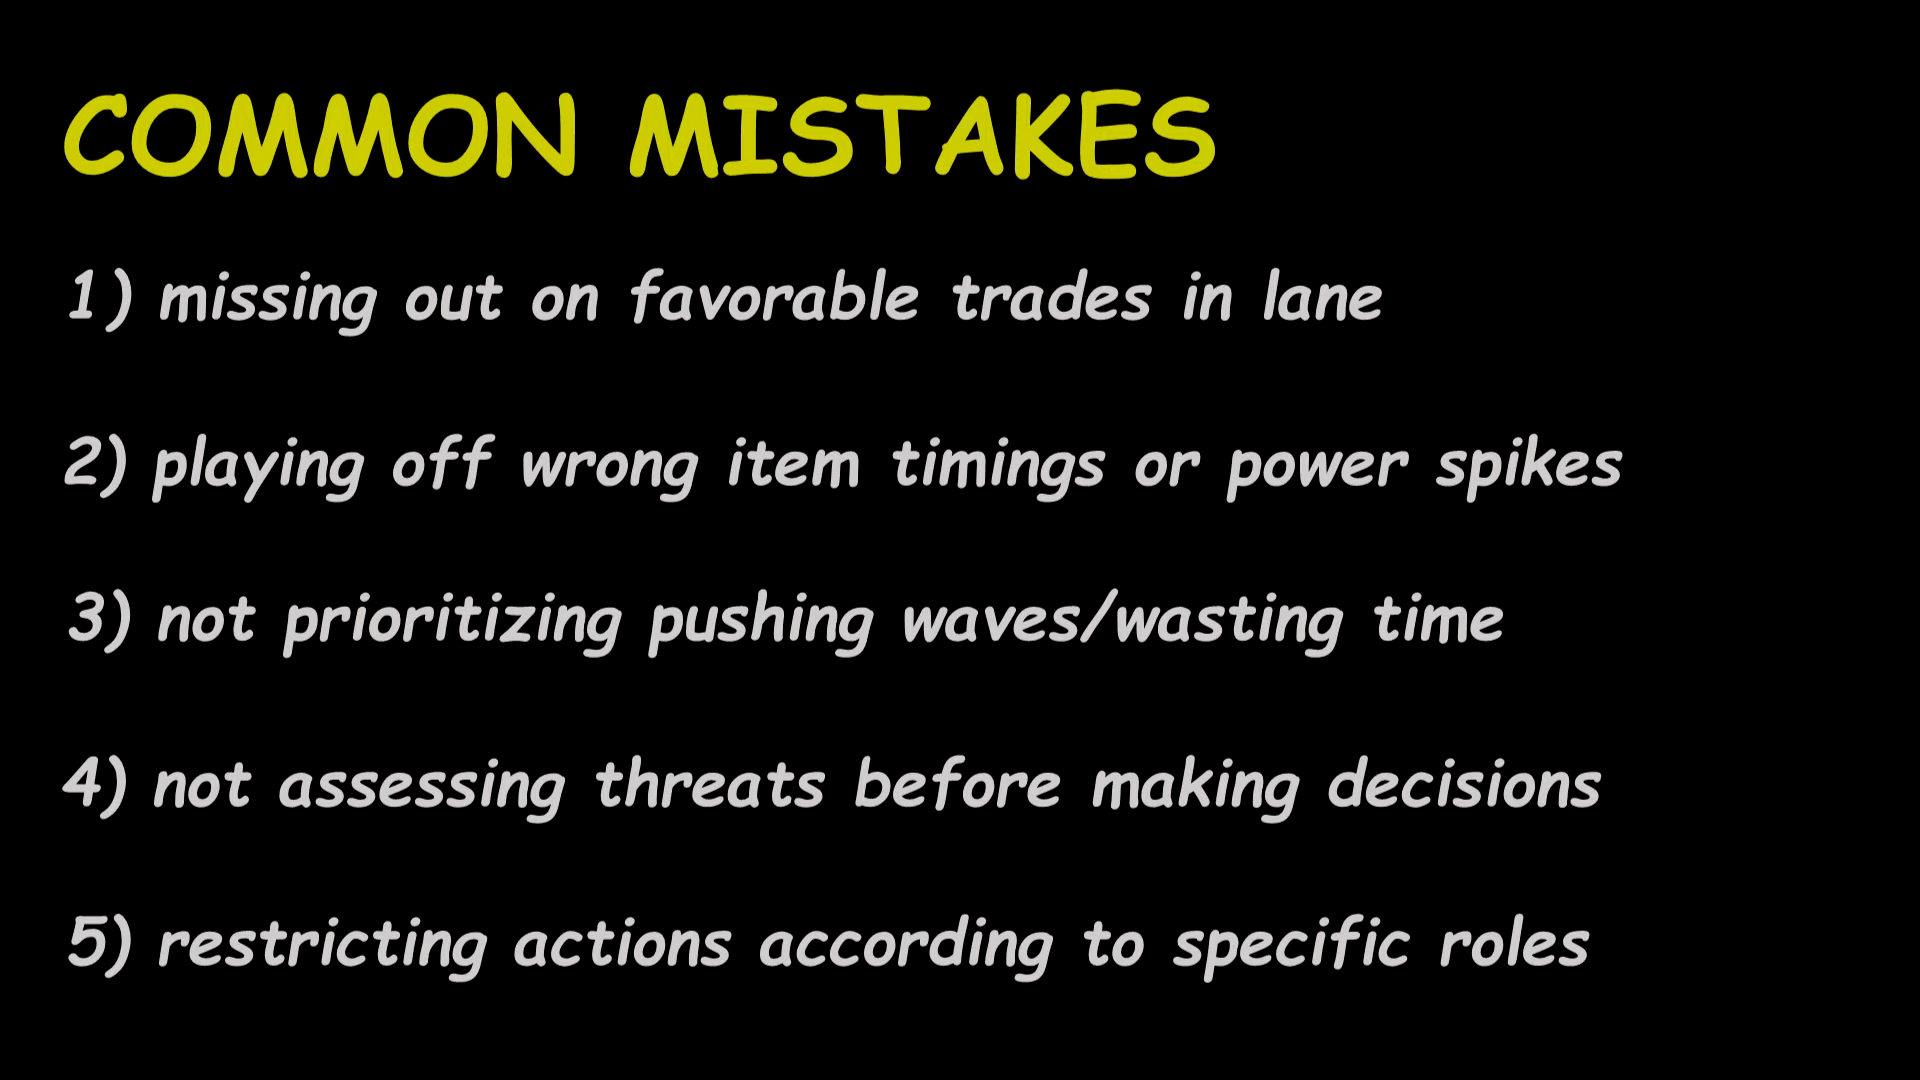 COMMON MISTAKES
1) missing out on favorable trades in lane
2) playing off wrong item timings or power spikes
3) not prioritizing pushing waves/wasting time
4) not assessing threats before making decisions
5) restricting actions according to specific roles